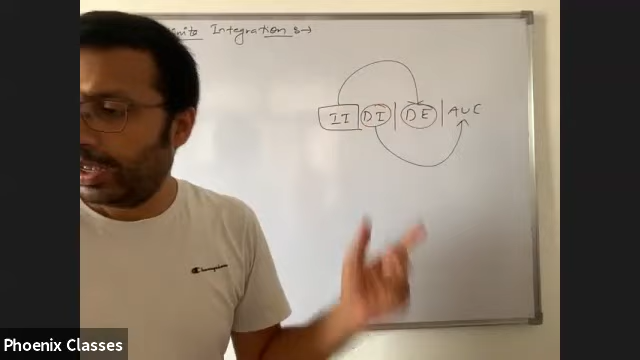 Integration :→
II DI | DE | AUC
Champion
Phoenix Classes